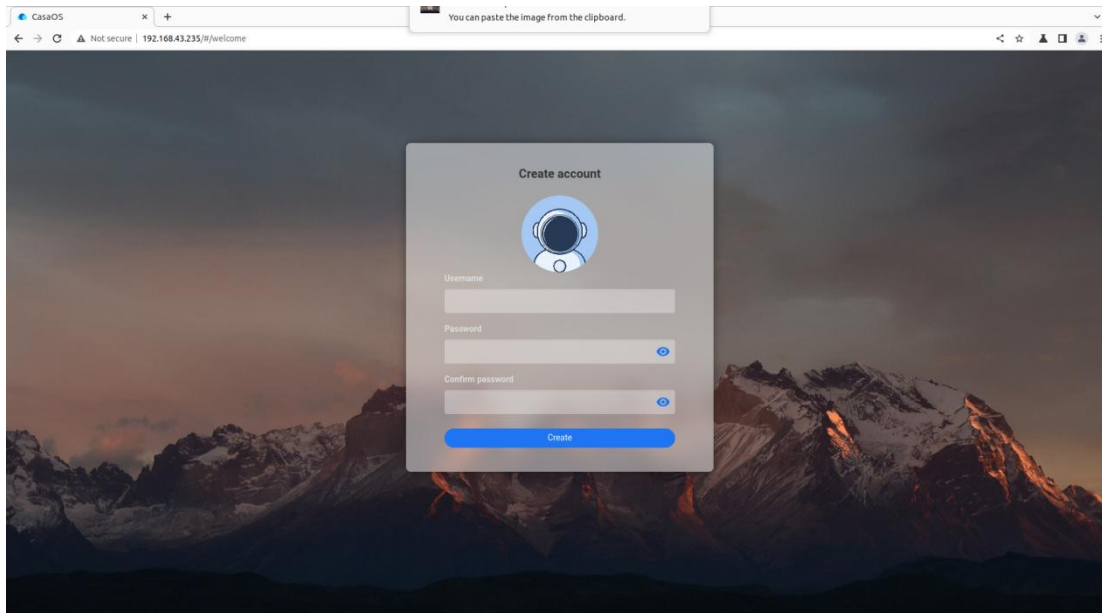 CasaOS
You can paste the image from the clipboard.
Not secure | 192.168.43.235/#/welcome
Create account
Username
Password
Confirm password
Create